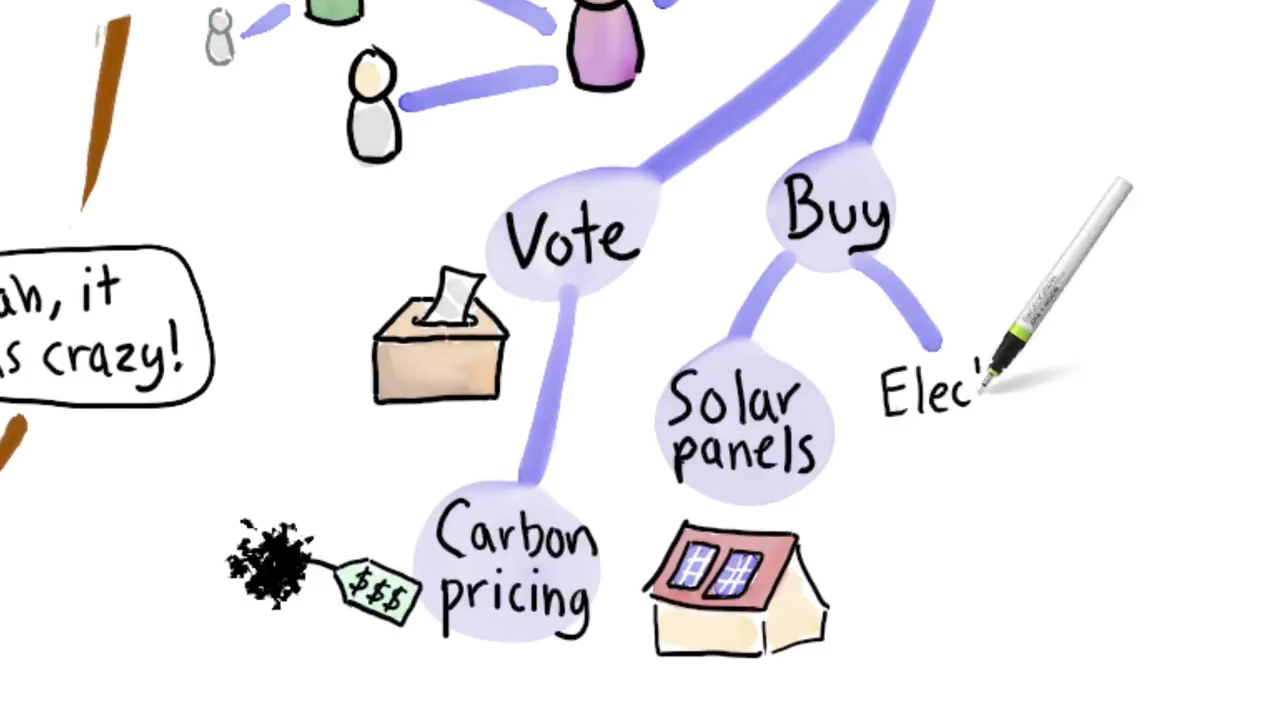 Vote
Buy
ah, it
s crazy!
Solar
panels
Elec'
Carbon
pricing
$$$